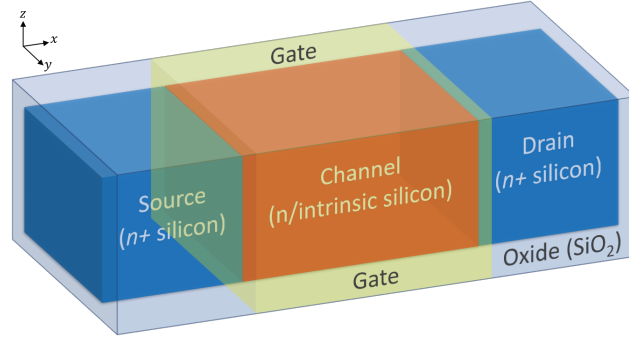 z
x
y
Gate
Drain
(n+ silicon)
Channel
(n/intrinsic silicon)
Source
(n+ silicon)
Oxide (SiO₂)
Gate